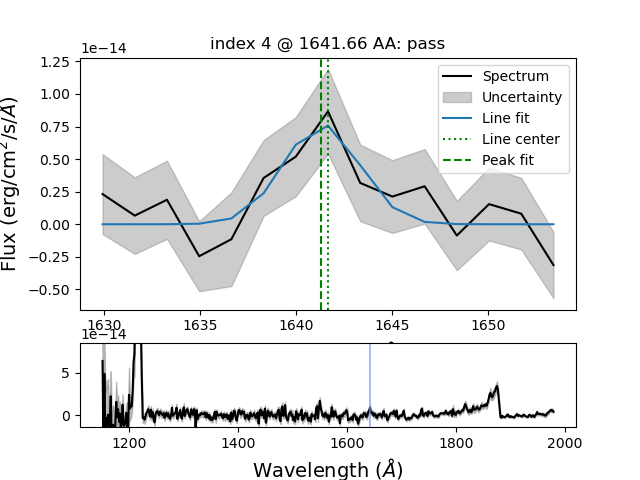 index 4 @ 1641.66 AA: pass
1e−14
1.25
1.00
0.75
0.50
0.25
0.00
−0.25
−0.50
Flux (erg/cm²/s/Å)
Spectrum
Uncertainty
Line fit
Line center
Peak fit
1630 1635 1640 1645 1650
1e−14
5
0
1200 1400 1600 1800 2000
Wavelength (Å)